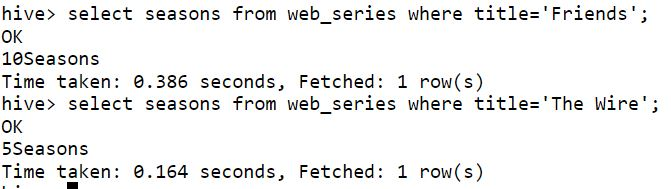 hive> select seasons from web_series where title='Friends';
OK
10Seasons
Time taken: 0.386 seconds, Fetched: 1 row(s)
hive> select seasons from web_series where title='The Wire';
OK
5Seasons
Time taken: 0.164 seconds, Fetched: 1 row(s)